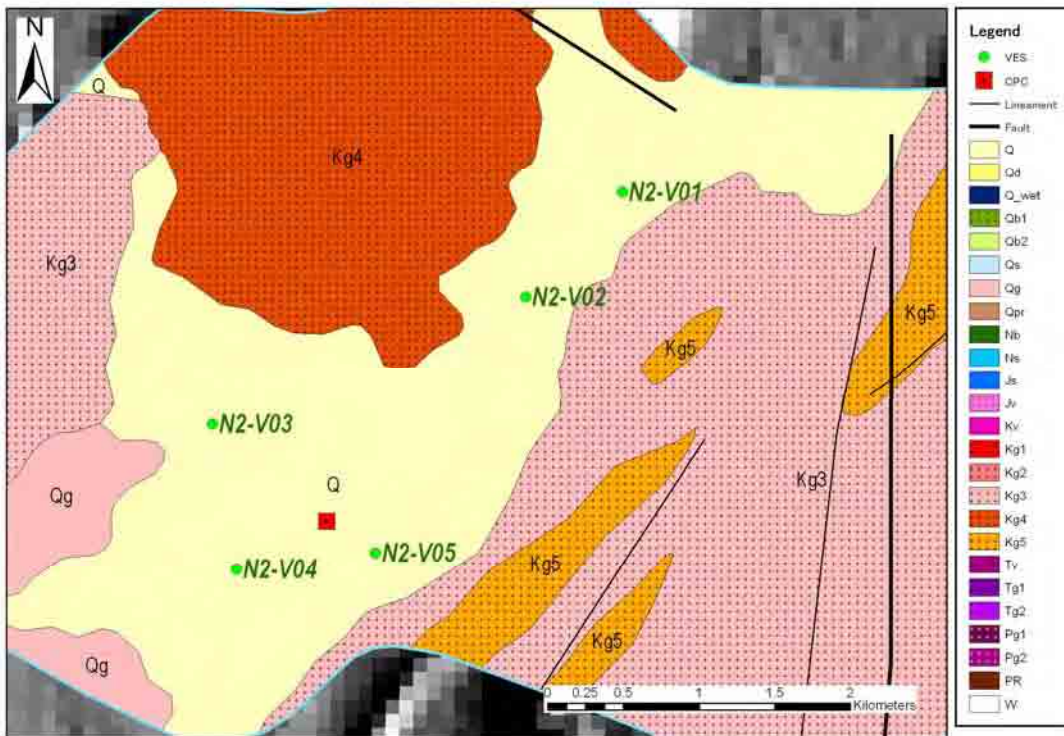 N
Q
Kg4
Kg3
N2-V01
N2-V02
Kg5
Kg5
N2-V03
Kg3
Qg
Q
N2-V05
N2-V04
Kg5
Kg5
Qg
0 0.25 0.5 1 2
Kilometers
Legend
VES
CPC
Lineament
Fault
Q
Qd
Q_wet
Qb1
Qb2
Qs
Qg
Qpr
Nb
Ns
Js
Jv
Kv
Kg1
Kg2
Kg3
Kg4
Kg5
Tv
Tg1
Tg2
Pg1
Pg2
PR
W